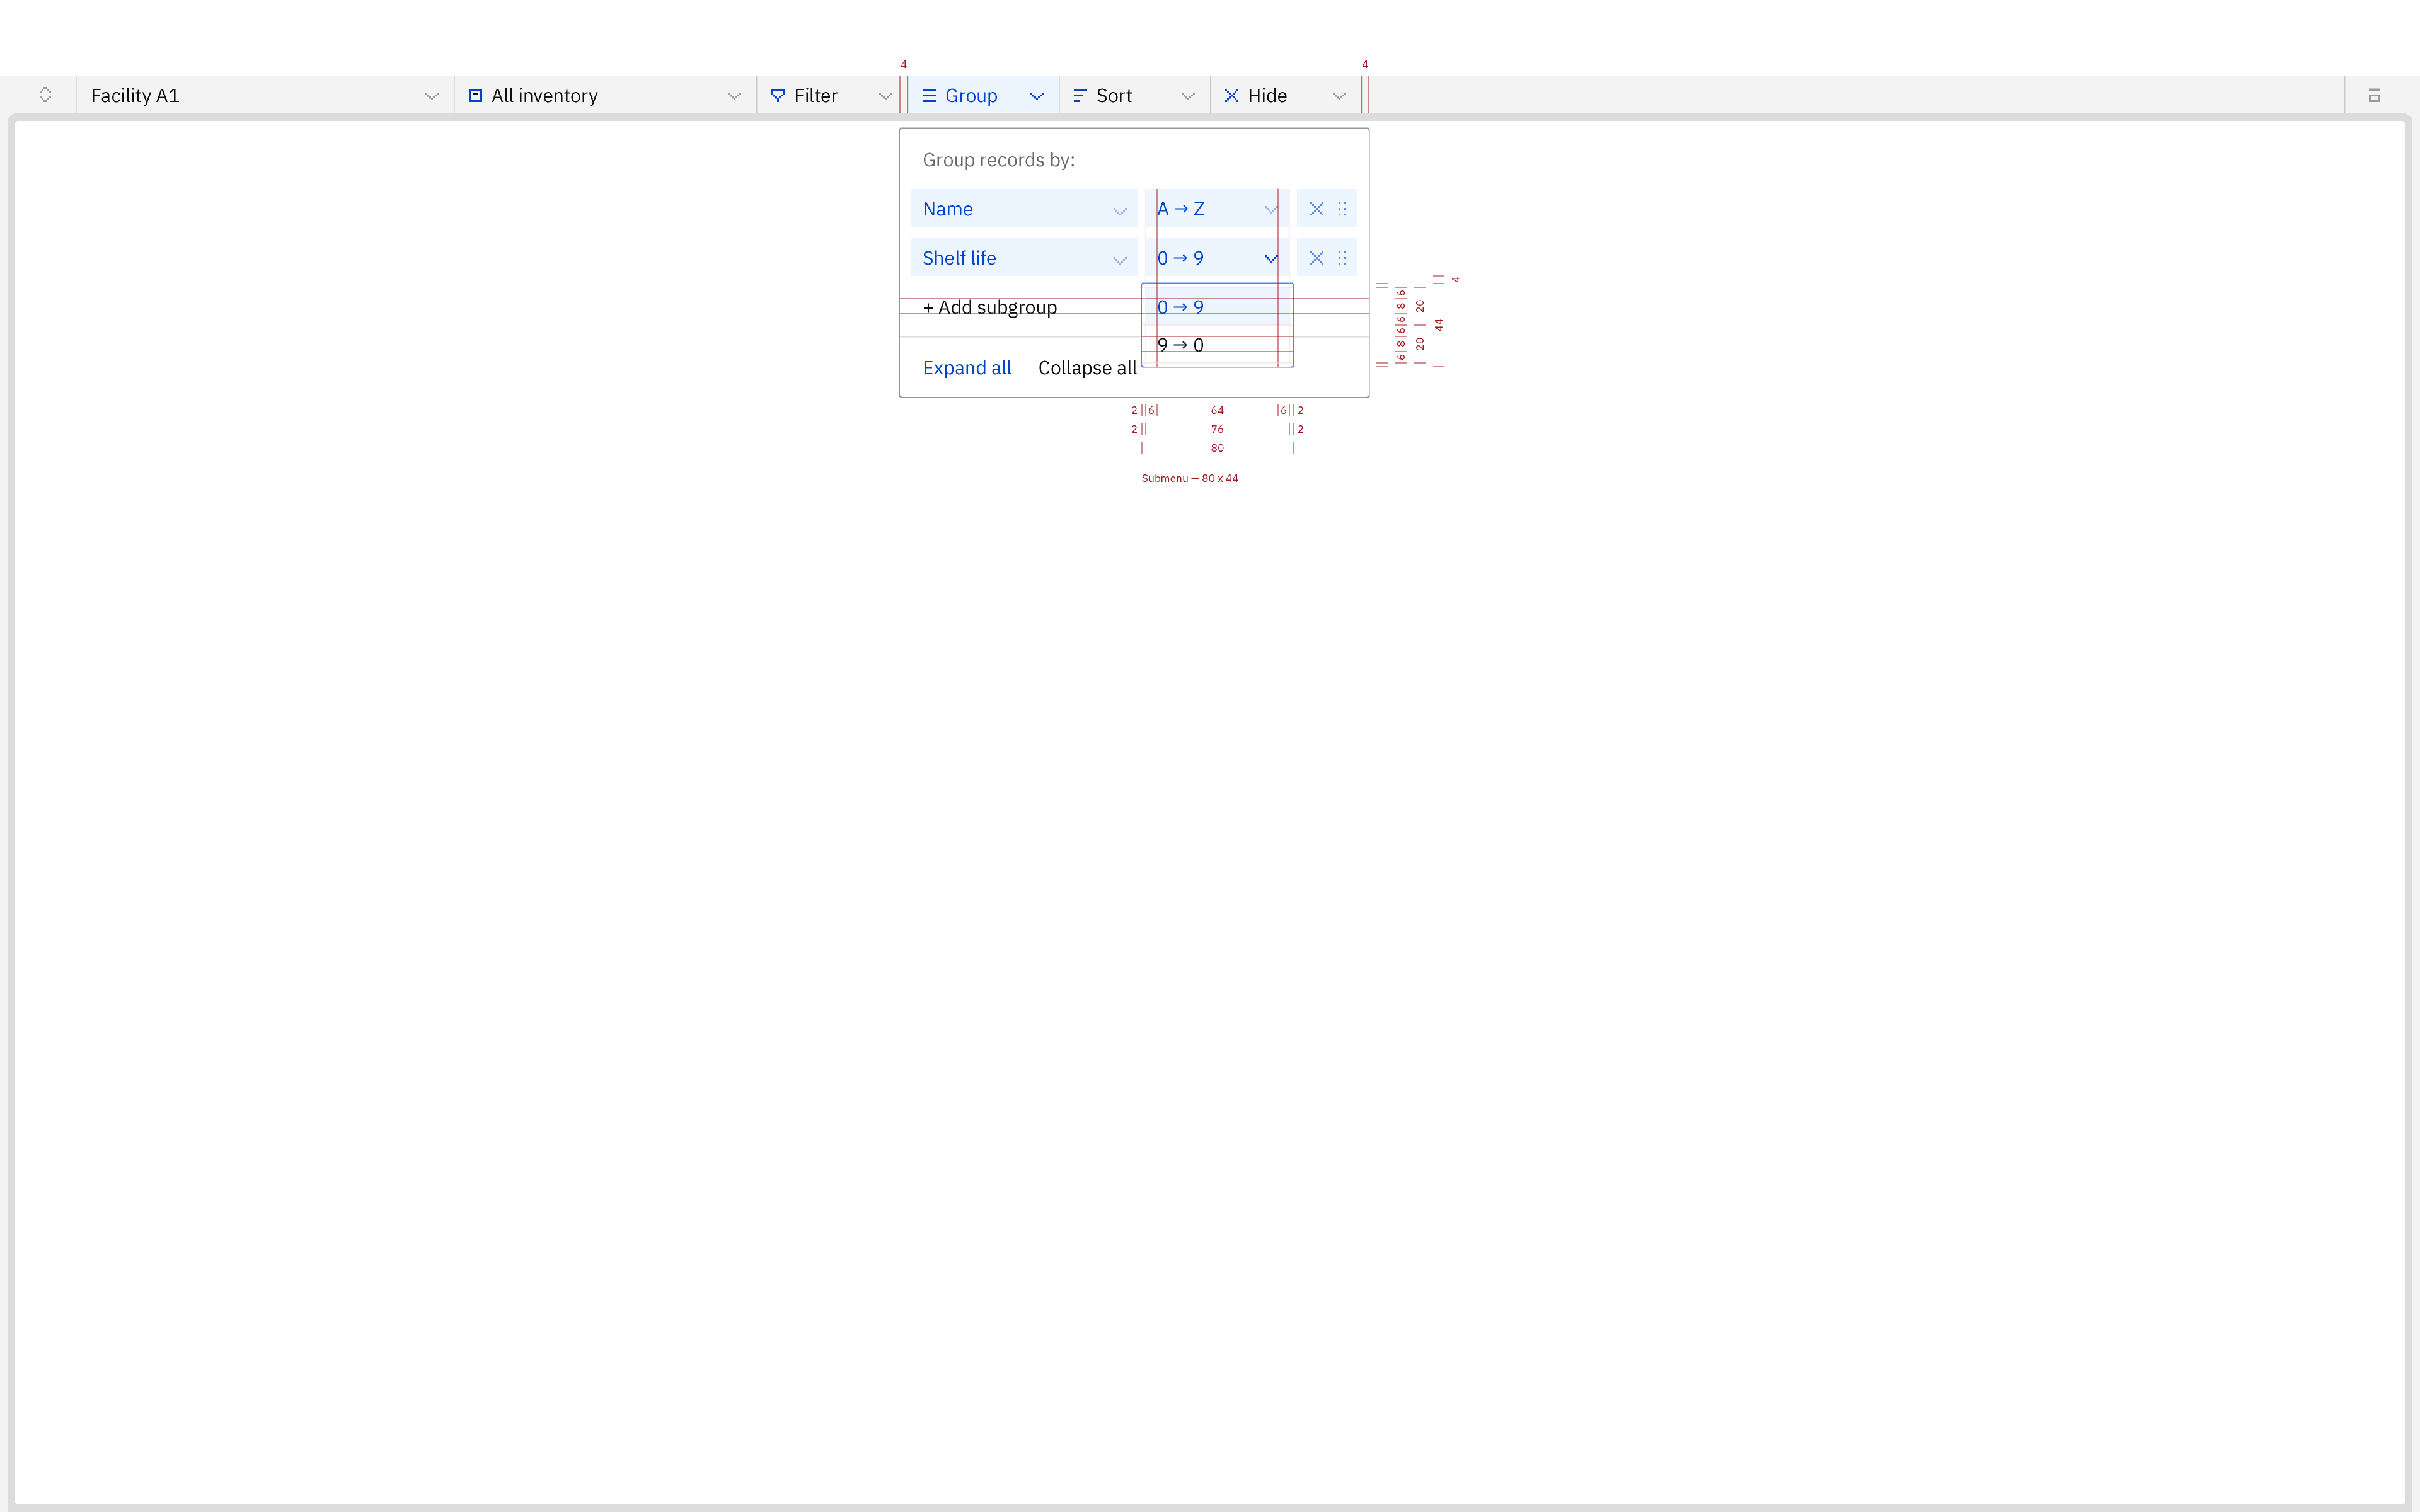 4 4
Facility A1 All inventory Filter Group Sort Hide
Group records by:
Name A → Z
Shelf life 0 → 9
+ Add subgroup 0 → 9
9 → 0
Expand all Collapse all
4
6 8 6 6 8 6
20 20
44
2 6 64 6 2
2 76 2
80
Submenu — 80 x 44